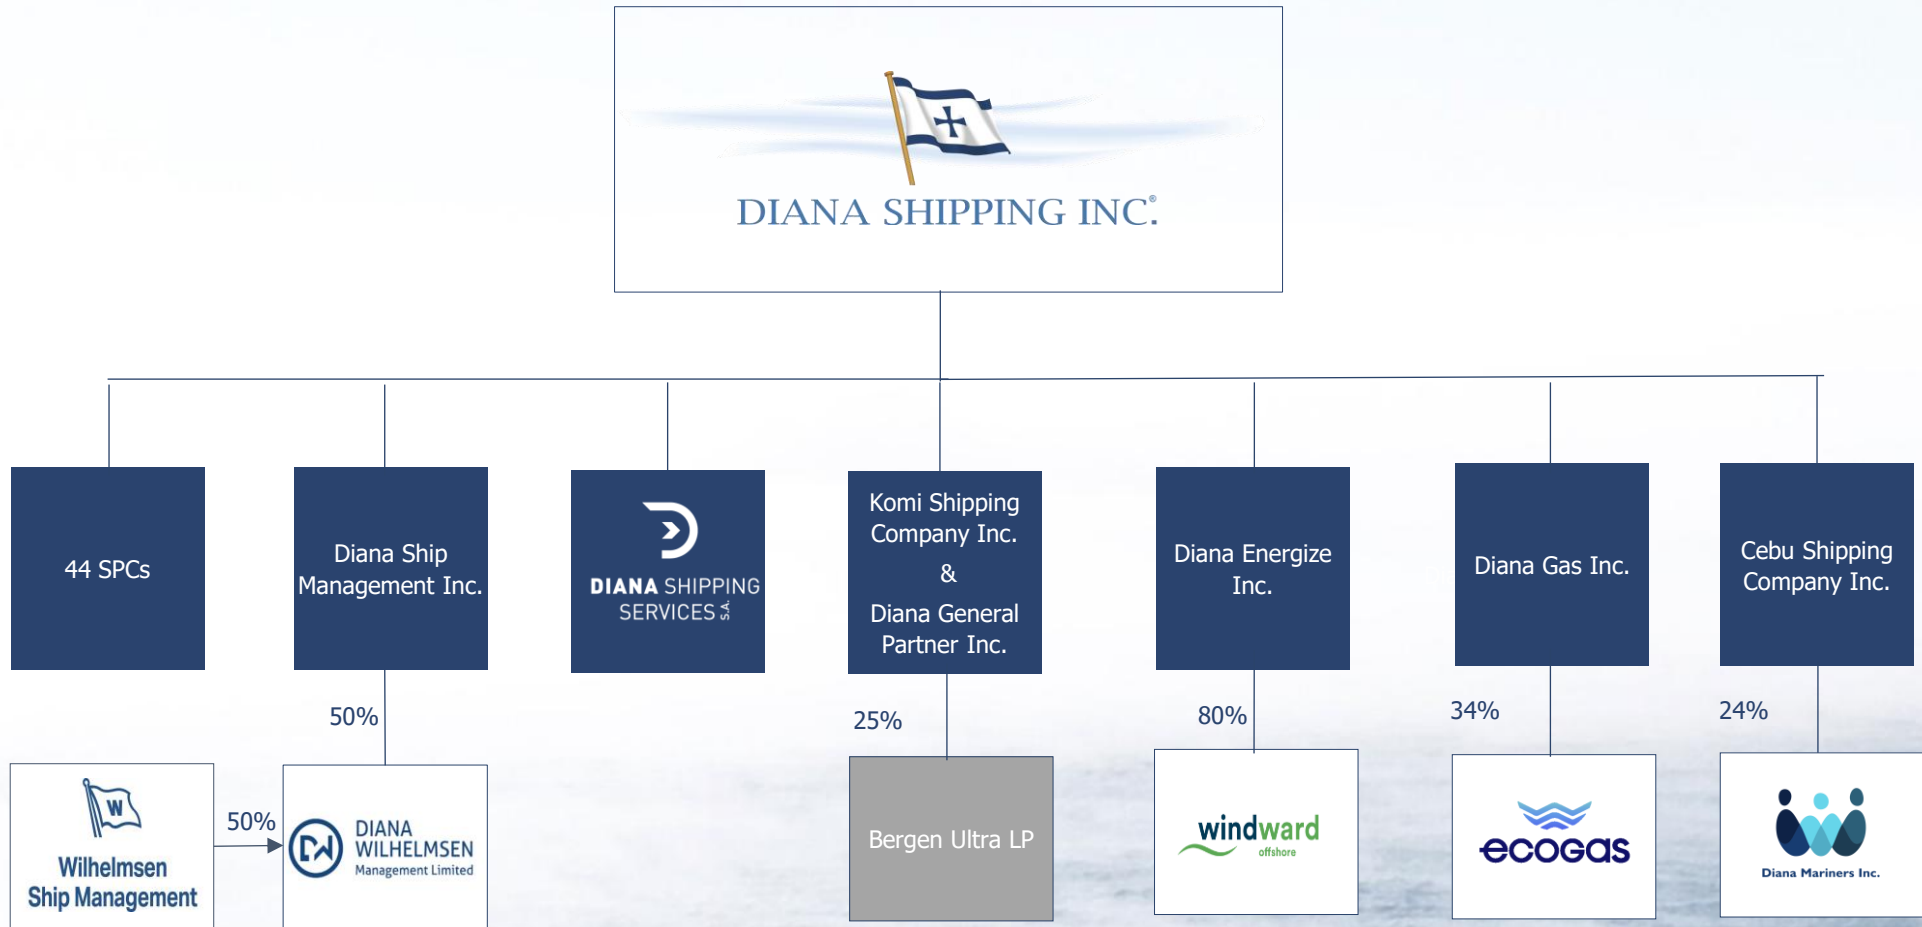 DIANA SHIPPING INC.®
44 SPCs
Diana Ship
Management Inc.
DIANA SHIPPING
SERVICES S.A.
Komi Shipping
Company Inc.
&
Diana General
Partner Inc.
Diana Energize
Inc.
Diana Gas Inc.
Cebu Shipping
Company Inc.
50%
25%
80%
34%
24%
W
Wilhelmsen
Ship Management
50%
DIANA
WILHELMSEN
Management Limited
Bergen Ultra LP
windward
offshore
ecogas
Diana Mariners Inc.